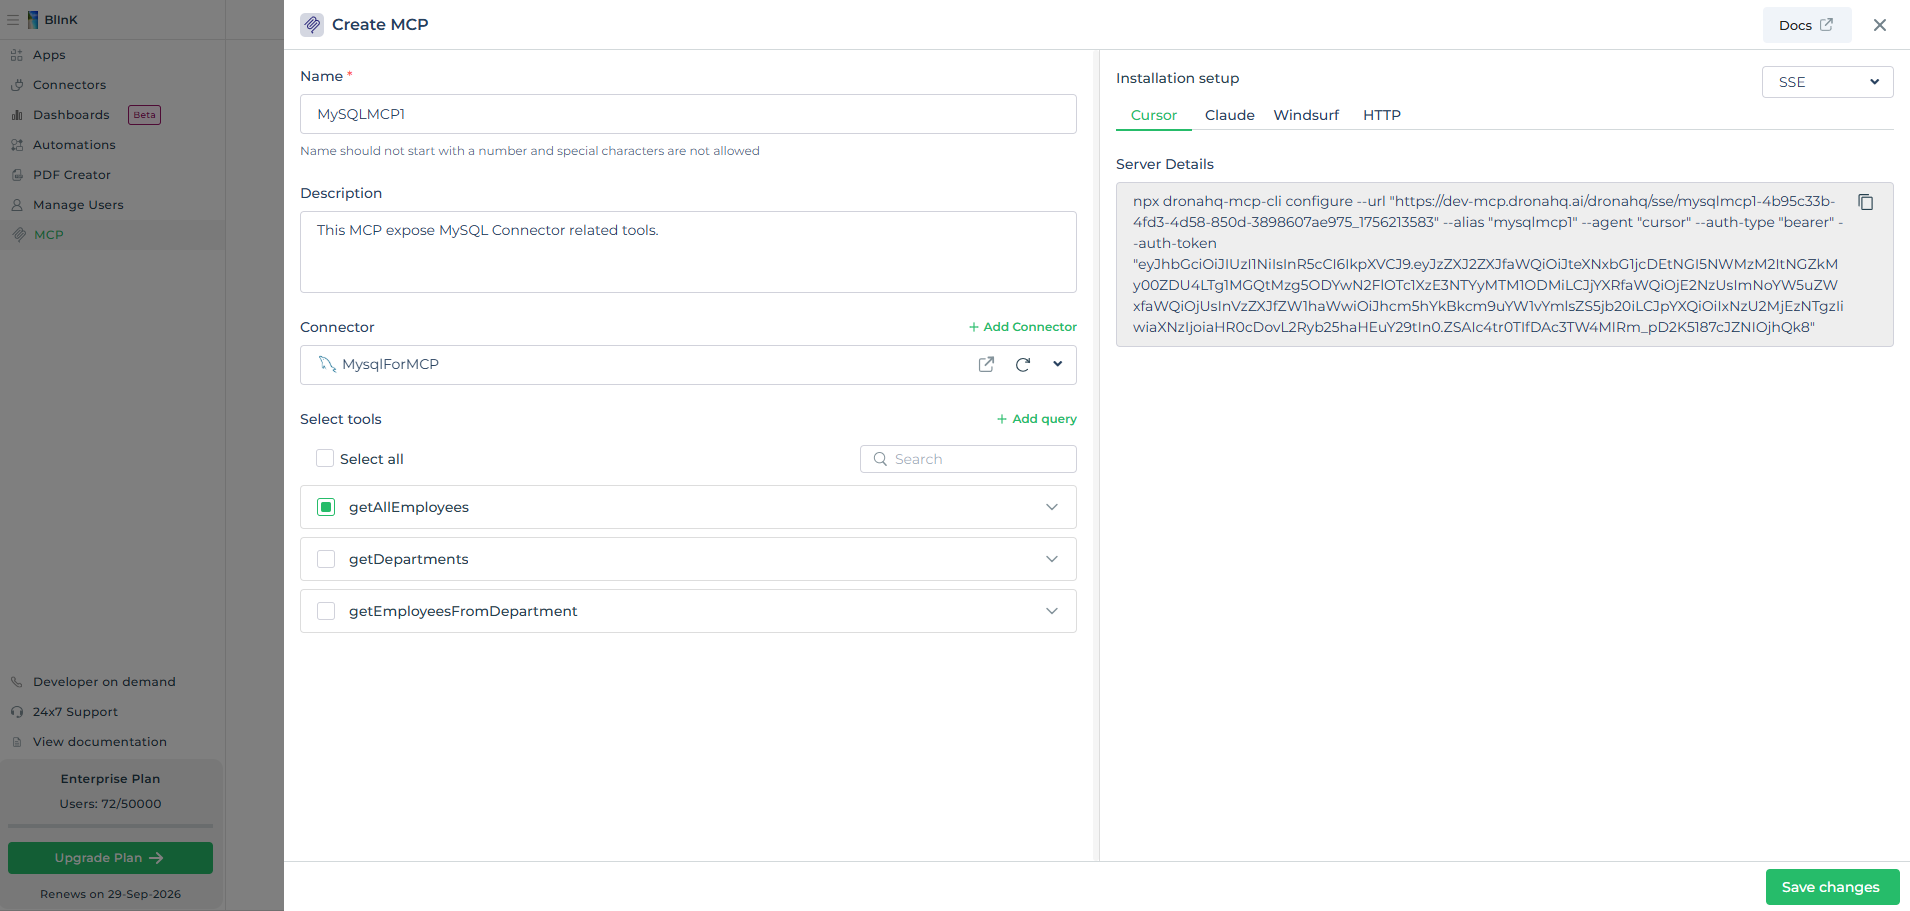 BlInK
Apps
Connectors
Dashboards
Beta
Automations
PDF Creator
Manage Users
MCP
Developer on demand
24x7 Support
View documentation
Enterprise Plan
Users: 72/50000
Upgrade Plan
Renews on 29-Sep-2026
Create MCP
Docs
Name *
MySQLMCP1
Name should not start with a number and special characters are not allowed
Description
This MCP expose MySQL Connector related tools.
Connector
+ Add Connector
MysqlForMCP
Select tools
+ Add query
Select all
Search
getAllEmployees
getDepartments
getEmployeesFromDepartment
Installation setup
SSE
Cursor
Claude
Windsurf
HTTP
Server Details
npx dronahq-mcp-cli configure --url "https://dev-mcp.dronahq.ai/dronahq/sse/mysqlmcp1-4b95c33b-
4fd3-4d58-850d-3898607ae975_1756213583" --alias "mysqlmcp1" --agent "cursor" --auth-type "bearer" -
-auth-token
Save changes